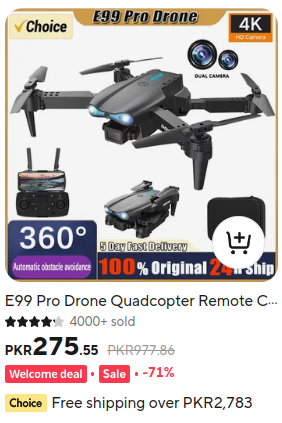 Choice
E99 Pro Drone
4K
HD Camera
DUAL CAMERA
360°
Automatic obstacle avoidance
5 Day Fast Delivery
100% Original 24H Ship
E99 Pro Drone Quadcopter Remote C...
4000+ sold
PKR275.55 PKR977.86
Welcome deal • Sale • -71%
Choice Free shipping over PKR2,783